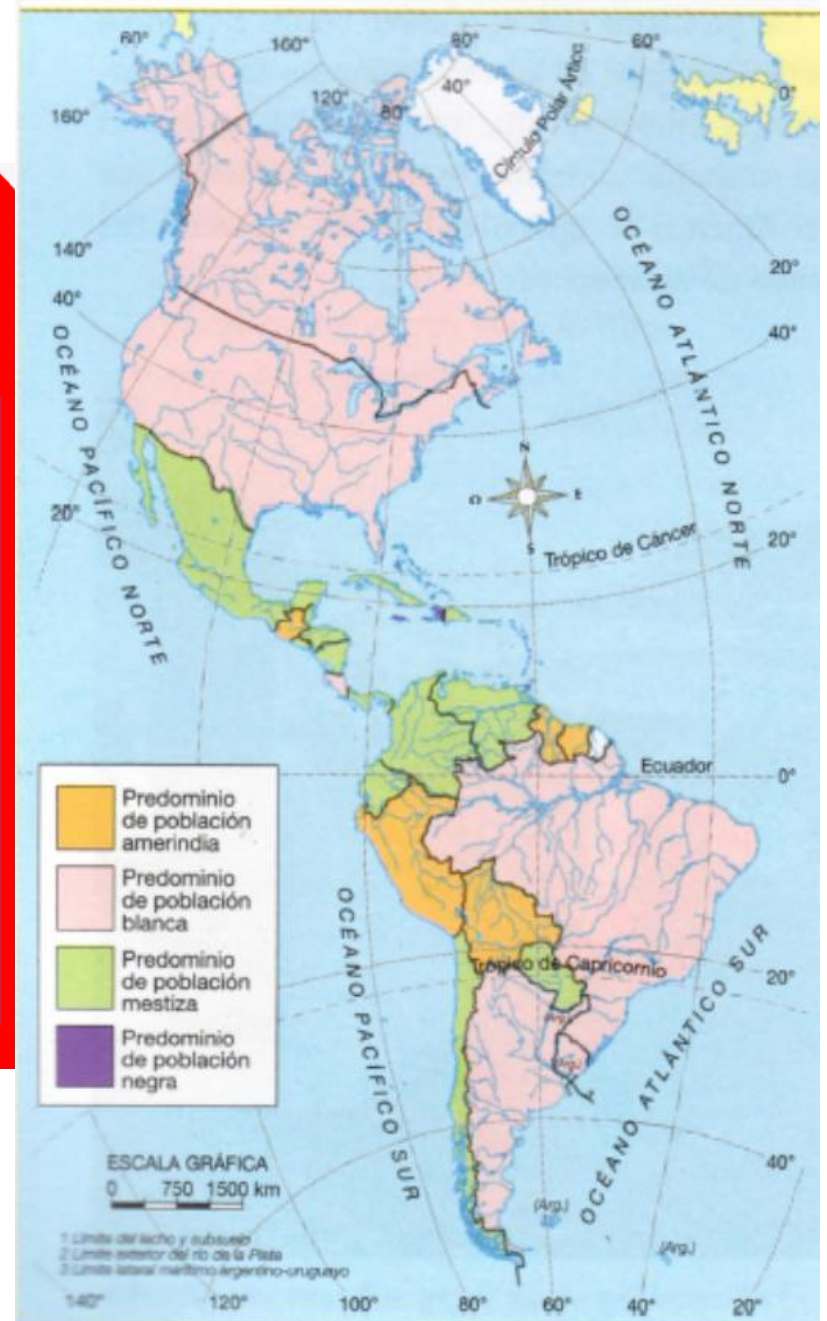 60°
160°
80°
60°
120°
80°
40°
0°
160°
Círculo Polar Ártico
OCÉANO ATLÁNTICO NORTE
140°
20°
40°
40°
OCÉANO PACÍFICO NORTE
N
O
E
S
20°
Trópico de Cáncer
20°
Ecuador
0°
Predominio
de población
amerindia
Predominio
de población
blanca
Predominio
de población
mestiza
Predominio
de población
negra
OCÉANO PACÍFICO SUR
Trópico de Capricornio
20°
OCÉANO ATLÁNTICO SUR
(Arg.)
(Arg.)
ESCALA GRÁFICA
0 750 1500 km
40°
(Arg.)
(Arg.)
1 Límite del lecho y subsuelo
2 Límite exterior del río de la Plata
3 Límite lateral marítimo argentino-uruguayo
140°
120°
100°
80°
60°
40°
20°